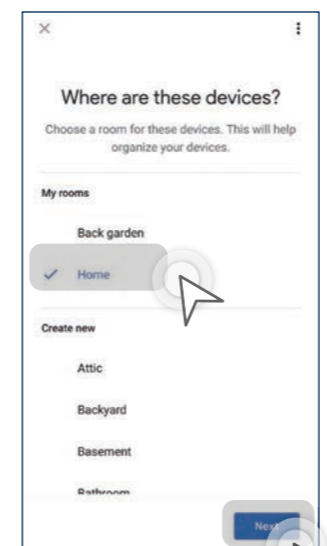 Where are these devices?
Choose a room for these devices. This will help
organize your devices.
My rooms
Back garden
Home
Create new
Attic
Backyard
Basement
Bathroom
Next